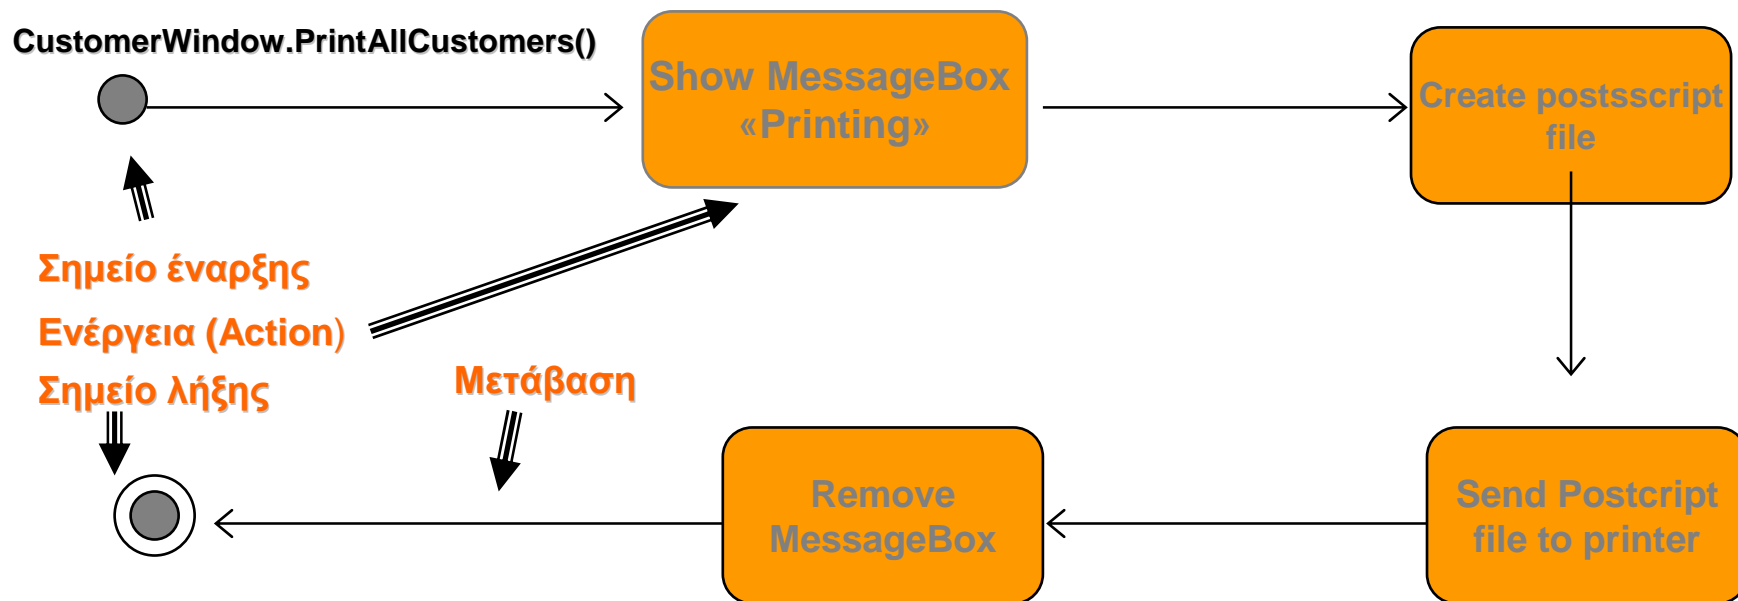 CustomerWindow.PrintAllCustomers()
Show MessageBox
«Printing»
Create postsscript
file
Σημείο έναρξης
Ενέργεια (Action)
Σημείο λήξης
Μετάβαση
Remove
MessageBox
Send Postcript
file to printer